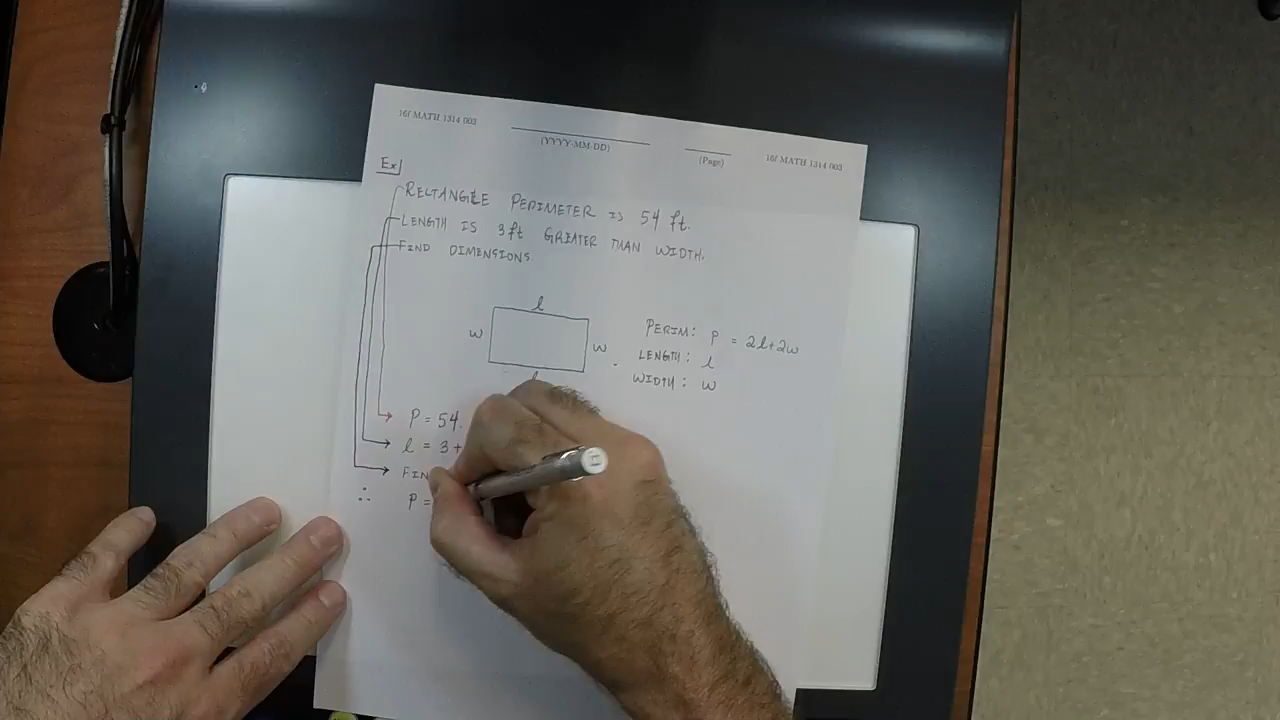 16f MATH 1314 003 (YYYY-MM-DD) (Page) 16f MATH 1314 003
Ex
RECTANGLE PERIMETER IS 54 ft.
LENGTH IS 3ft GREATER THAN WIDTH.
FIND DIMENSIONS.
l
w w
PERIM: P = 2l+2w
LENGTH: l
WIDTH: w
P = 54.
l = 3+
∴ P =